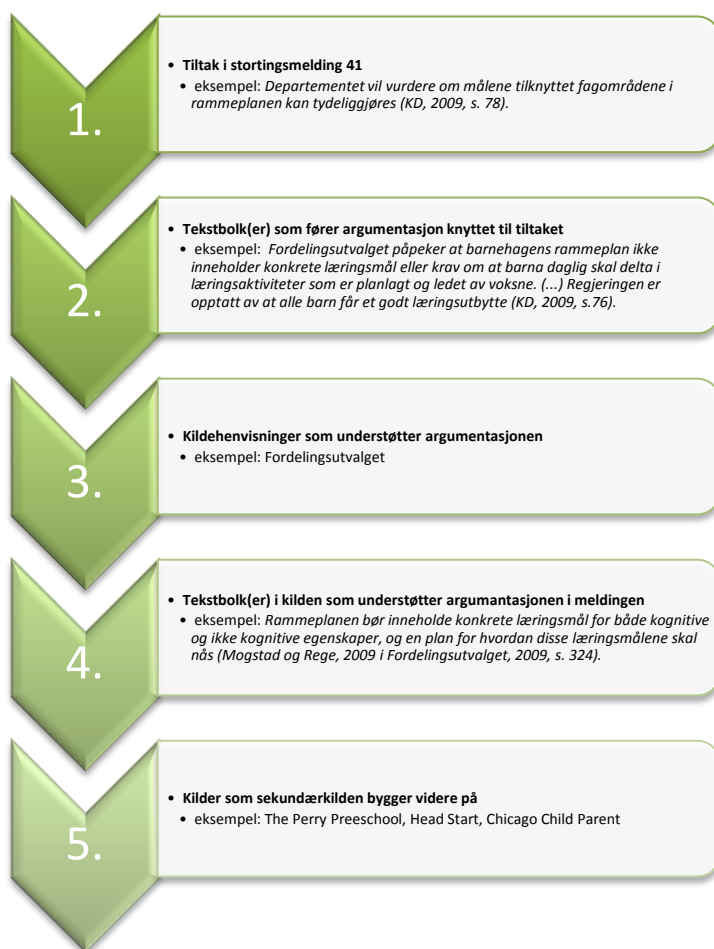 1.
• Tiltak i stortingsmelding 41
• eksempel: Departementet vil vurdere om målene tilknyttet fagområdene i
rammeplanen kan tydeliggjøres (KD, 2009, s. 78).
2.
• Tekstbolk(er) som fører argumentasjon knyttet til tiltaket
• eksempel: Fordelingsutvalget påpeker at barnehagens rammeplan ikke
inneholder konkrete læringsmål eller krav om at barna daglig skal delta i
læringsaktiviteter som er planlagt og ledet av voksne. (...) Regjeringen er
opptatt av at alle barn får et godt læringsutbytte (KD, 2009, s.76).
3.
• Kildehenvisninger som understøtter argumentasjonen
• eksempel: Fordelingsutvalget
4.
• Tekstbolk(er) i kilden som understøtter argumantasjonen i meldingen
• eksempel: Rammeplanen bør inneholde konkrete læringsmål for både kognitive
og ikke kognitive egenskaper, og en plan for hvordan disse læringsmålene skal
nås (Mogstad og Rege, 2009 i Fordelingsutvalget, 2009, s. 324).
5.
• Kilder som sekundærkilden bygger videre på
• eksempel: The Perry Preeschool, Head Start, Chicago Child Parent